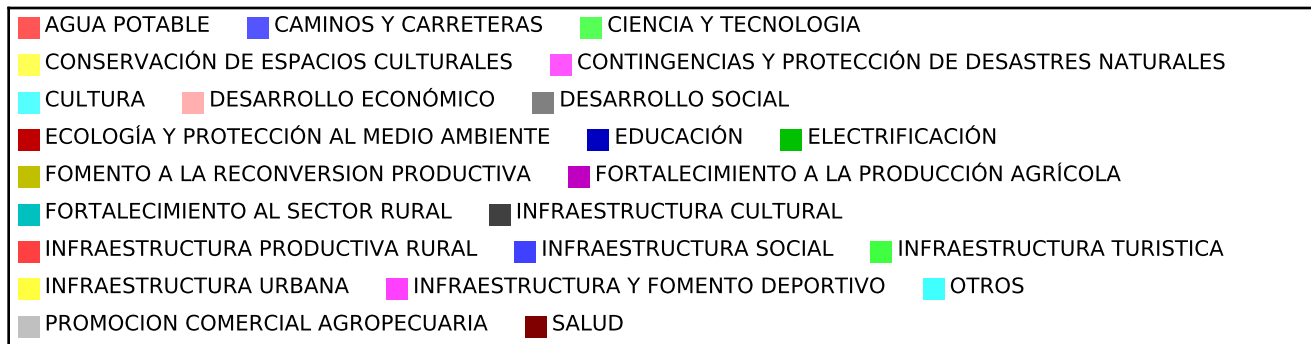 AGUA POTABLE CAMINOS Y CARRETERAS CIENCIA Y TECNOLOGIA
CONSERVACIÓN DE ESPACIOS CULTURALES CONTINGENCIAS Y PROTECCIÓN DE DESASTRES NATURALES
CULTURA DESARROLLO ECONÓMICO DESARROLLO SOCIAL
ECOLOGÍA Y PROTECCIÓN AL MEDIO AMBIENTE EDUCACIÓN ELECTRIFICACIÓN
FOMENTO A LA RECONVERSION PRODUCTIVA FORTALECIMIENTO A LA PRODUCCIÓN AGRÍCOLA
FORTALECIMIENTO AL SECTOR RURAL INFRAESTRUCTURA CULTURAL
INFRAESTRUCTURA PRODUCTIVA RURAL INFRAESTRUCTURA SOCIAL INFRAESTRUCTURA TURISTICA
INFRAESTRUCTURA URBANA INFRAESTRUCTURA Y FOMENTO DEPORTIVO OTROS
PROMOCION COMERCIAL AGROPECUARIA SALUD